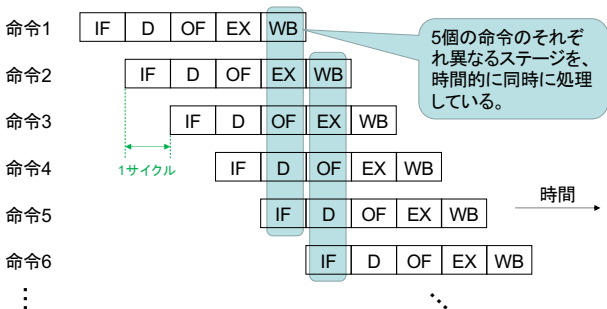 命令1 IF D OF EX WB
5個の命令のそれぞ
れ異なるステージを、
時間的に同時に処理
している。
命令2 IF D OF EX WB
命令3 IF D OF EX WB
1サイクル
命令4 IF D OF EX WB
時間
命令5 IF D OF EX WB
命令6 IF D OF EX WB
⋮ ⋱